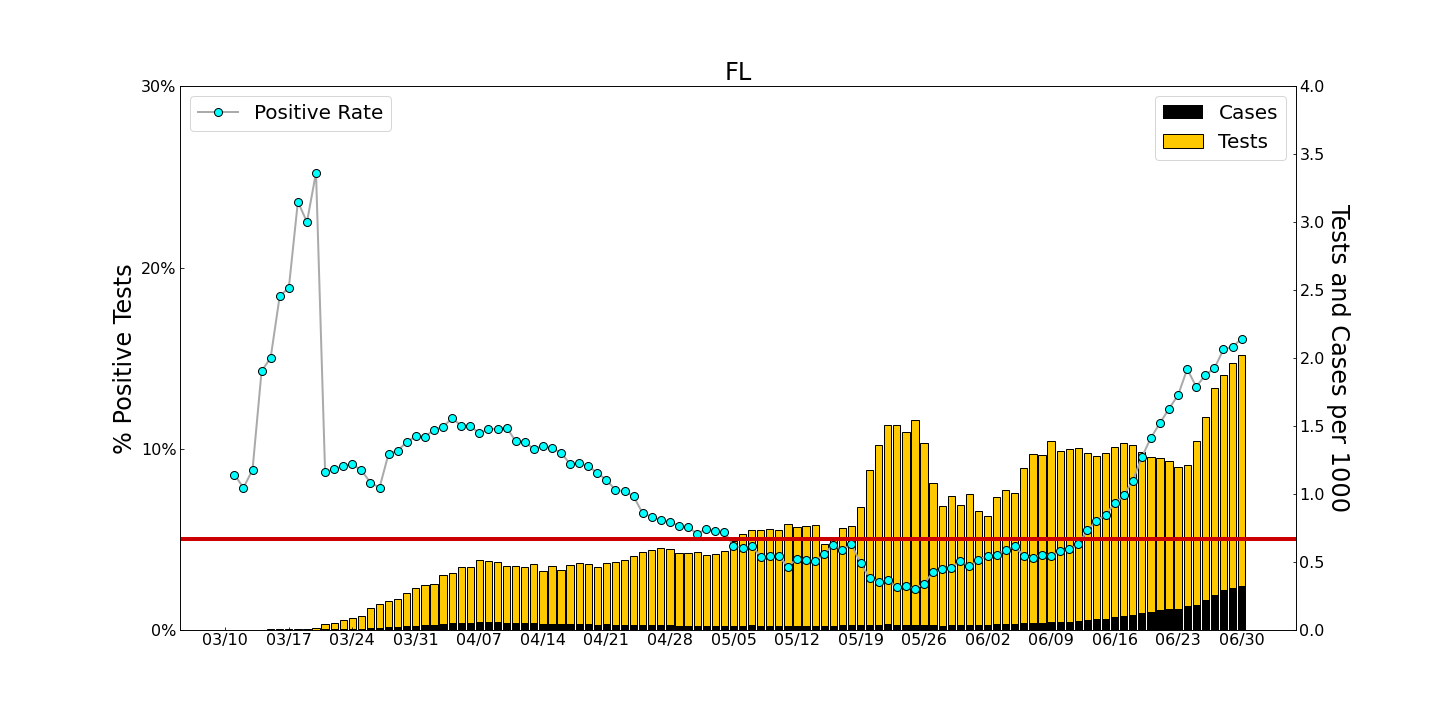 FL
Positive Rate
Cases
Tests
30%
20%
10%
0%
% Positive Tests
4.0
3.5
3.0
2.5
2.0
1.5
1.0
0.5
0.0
Tests and Cases per 1000
03/10 03/17 03/24 03/31 04/07 04/14 04/21 04/28 05/05 05/12 05/19 05/26 06/02 06/09 06/16 06/23 06/30